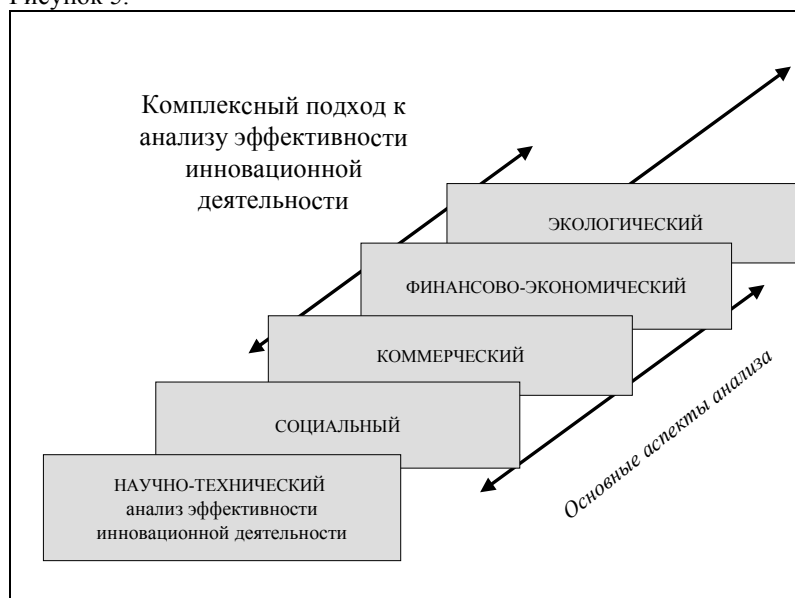 Рисунок 5.
Комплексный подход к
анализу эффективности
инновационной
деятельности
ЭКОЛОГИЧЕСКИЙ
ФИНАНСОВО-ЭКОНОМИЧЕСКИЙ
КОММЕРЧЕСКИЙ
СОЦИАЛЬНЫЙ
НАУЧНО-ТЕХНИЧЕСКИЙ
анализ эффективности
инновационной деятельности
Основные аспекты анализа